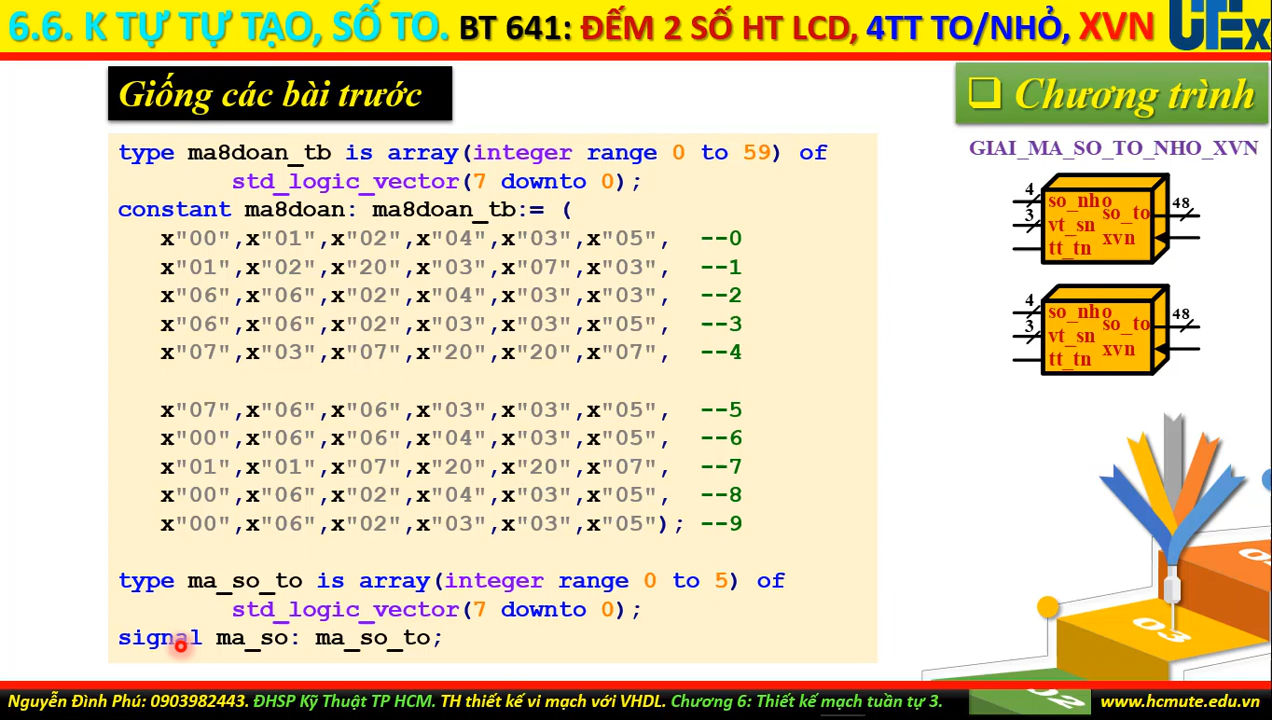 6.6. K TỰ TỰ TẠO, SỐ TO. BT 641: ĐẾM 2 SỐ HT LCD, 4TT TO/NHỎ, XVN
UTEx
Giống các bài trước
❑ Chương trình
type ma8doan_tb is array(integer range 0 to 59) of
std_logic_vector(7 downto 0);
constant ma8doan: ma8doan_tb:= (
x"00",x"01",x"02",x"04",x"03",x"05", --0
x"01",x"02",x"20",x"03",x"07",x"03", --1
x"06",x"06",x"02",x"04",x"03",x"03", --2
x"06",x"06",x"02",x"03",x"03",x"05", --3
x"07",x"03",x"07",x"20",x"20",x"07", --4
x"07",x"06",x"06",x"03",x"03",x"05", --5
x"00",x"06",x"06",x"04",x"03",x"05", --6
x"01",x"01",x"07",x"20",x"20",x"07", --7
x"00",x"06",x"02",x"04",x"03",x"05", --8
x"00",x"06",x"02",x"03",x"03",x"05"); --9
type ma_so_to is array(integer range 0 to 5) of
std_logic_vector(7 downto 0);
signal ma_so: ma_so_to;
GIAI_MA_SO_TO_NHO_XVN
4 so_nho 48
3 vt_sn so_to
tt_tn xvn
4 so_nho 48
3 vt_sn so_to
tt_tn xvn
03
02
Nguyễn Đình Phú: 0903982443. ĐHSP Kỹ Thuật TP HCM. TH thiết kế vi mạch với VHDL. Chương 6: Thiết kế mạch tuần tự 3. www.hcmute.edu.vn